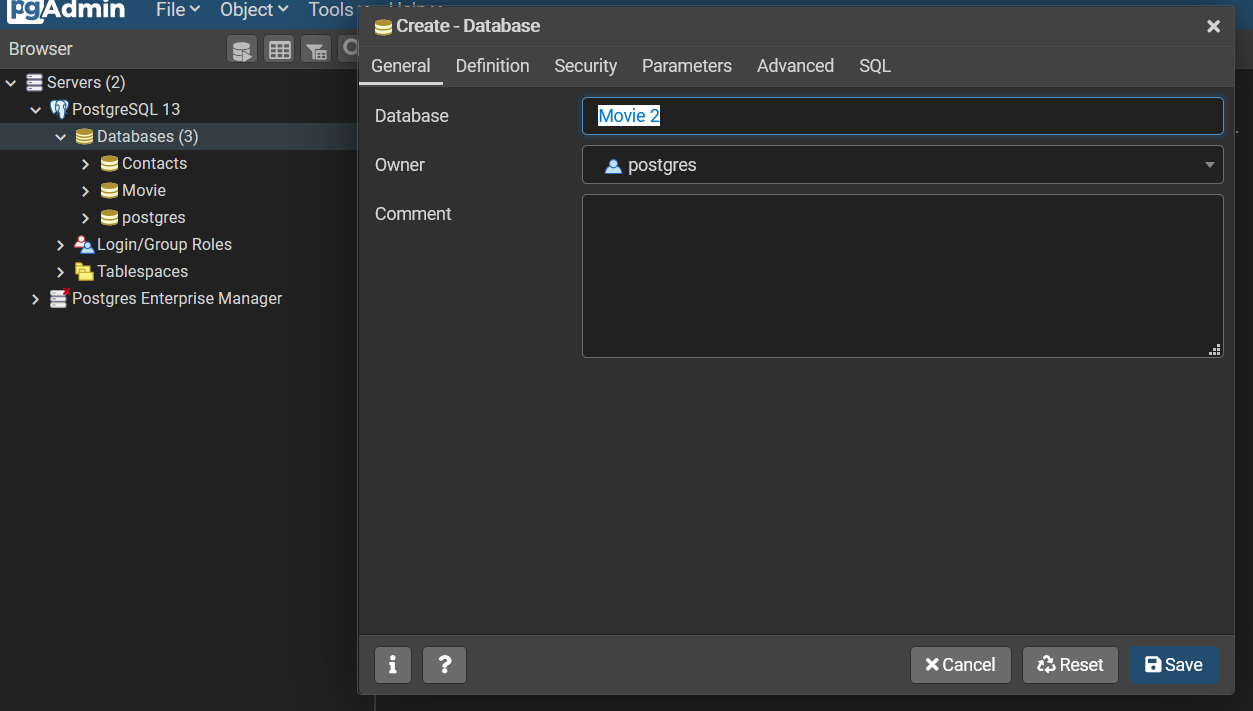 pgAdmin File Object Tools
Create - Database
Browser
General Definition Security Parameters Advanced SQL
Servers (2)
PostgreSQL 13
Databases (3)
Contacts
Movie
postgres
Login/Group Roles
Tablespaces
Postgres Enterprise Manager
Database Movie 2
Owner postgres
Comment
i ? Cancel Reset Save